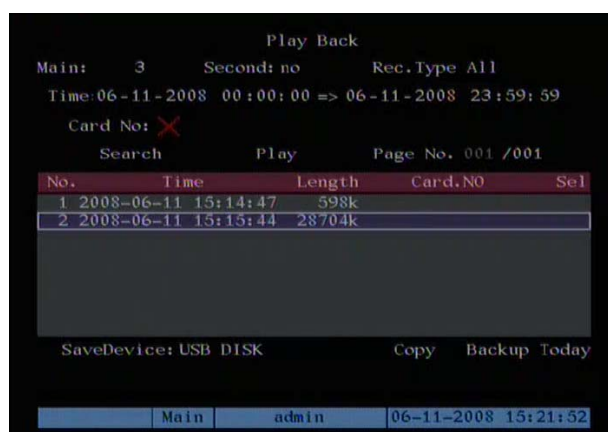 Play Back
Main: 3 Second: no Rec.Type All
Time:06-11-2008 00:00:00 => 06-11-2008 23:59:59
Card No:
Search Play Page No. 001 /001
No. Time Length Card.NO Sel
1 2008-06-11 15:14:47 598k
2 2008-06-11 15:15:44 28704k
SaveDevice: USB DISK Copy Backup Today
Main admin 06-11-2008 15:21:52